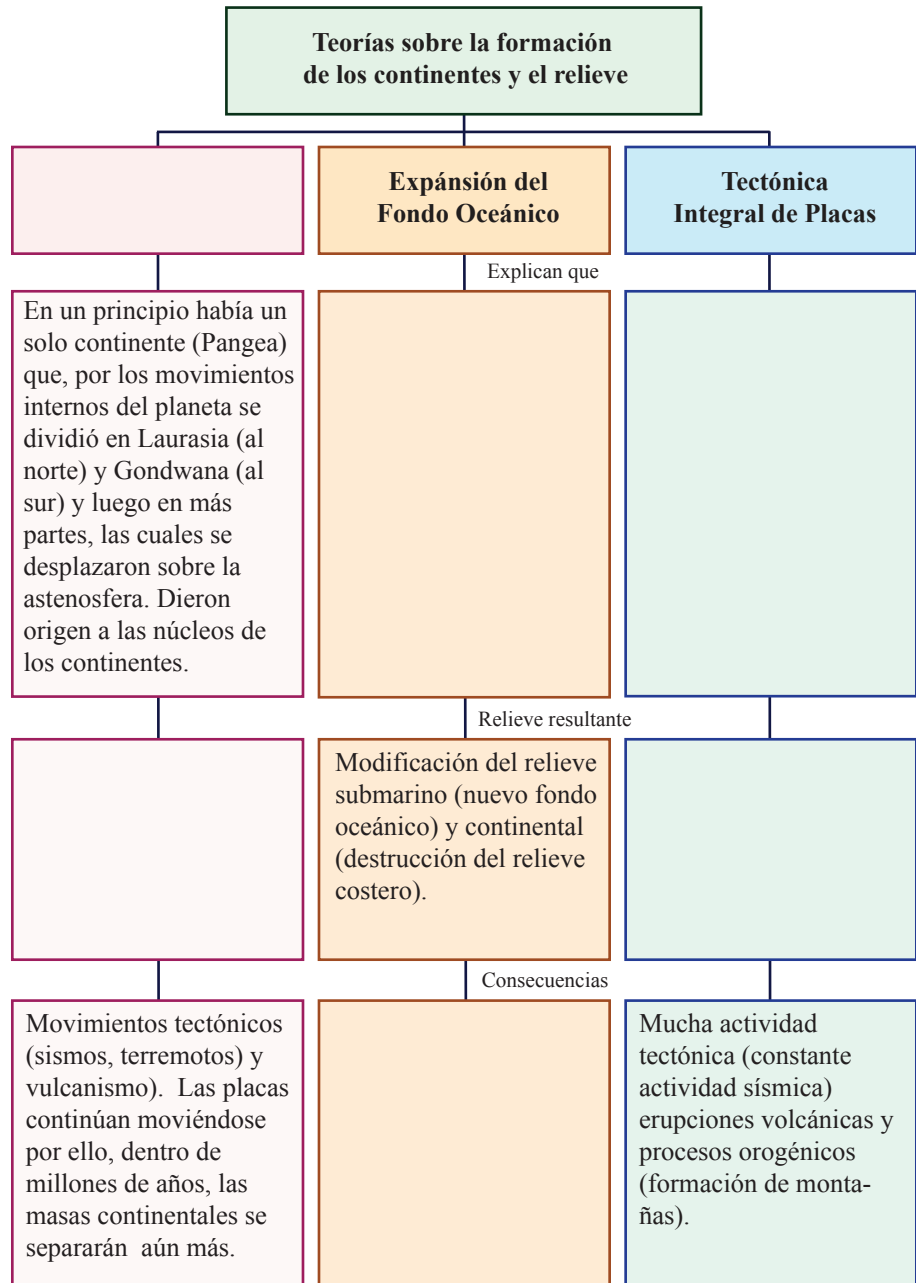 Teorías sobre la formación
de los continentes y el relieve
Expánsión del
Fondo Oceánico
Tectónica
Integral de Placas
Explican que
En un principio había un
solo continente (Pangea)
que, por los movimientos
internos del planeta se
dividió en Laurasia (al
norte) y Gondwana (al
sur) y luego en más
partes, las cuales se
desplazaron sobre la
astenosfera. Dieron
origen a las núcleos de
los continentes.
Relieve resultante
Modificación del relieve
submarino (nuevo fondo
oceánico) y continental
(destrucción del relieve
costero).
Consecuencias
Movimientos tectónicos
(sismos, terremotos) y
vulcanismo).  Las placas
continúan moviéndose
por ello, dentro de
millones de años, las
masas continentales se
separarán  aún más.
Mucha actividad
tectónica (constante
actividad sísmica)
erupciones volcánicas y
procesos orogénicos
(formación de monta-
ñas).